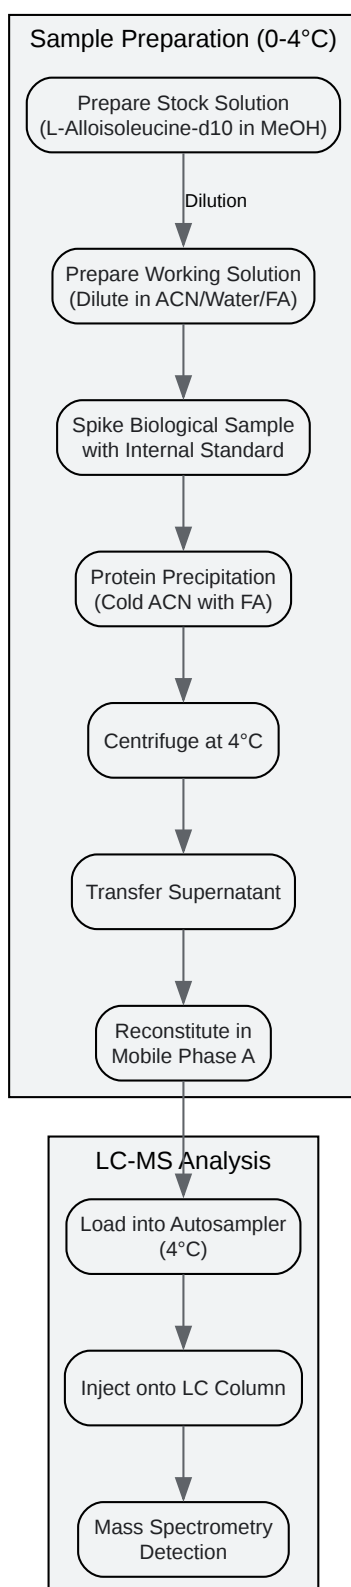 Sample Preparation (0-4°C)
Prepare Stock Solution
(L-Alloisoleucine-d10 in MeOH)
Dilution
Prepare Working Solution
(Dilute in ACN/Water/FA)
Spike Biological Sample
with Internal Standard
Protein Precipitation
(Cold ACN with FA)
Centrifuge at 4°C
Transfer Supernatant
Reconstitute in
Mobile Phase A
LC-MS Analysis
Load into Autosampler
(4°C)
Inject onto LC Column
Mass Spectrometry
Detection